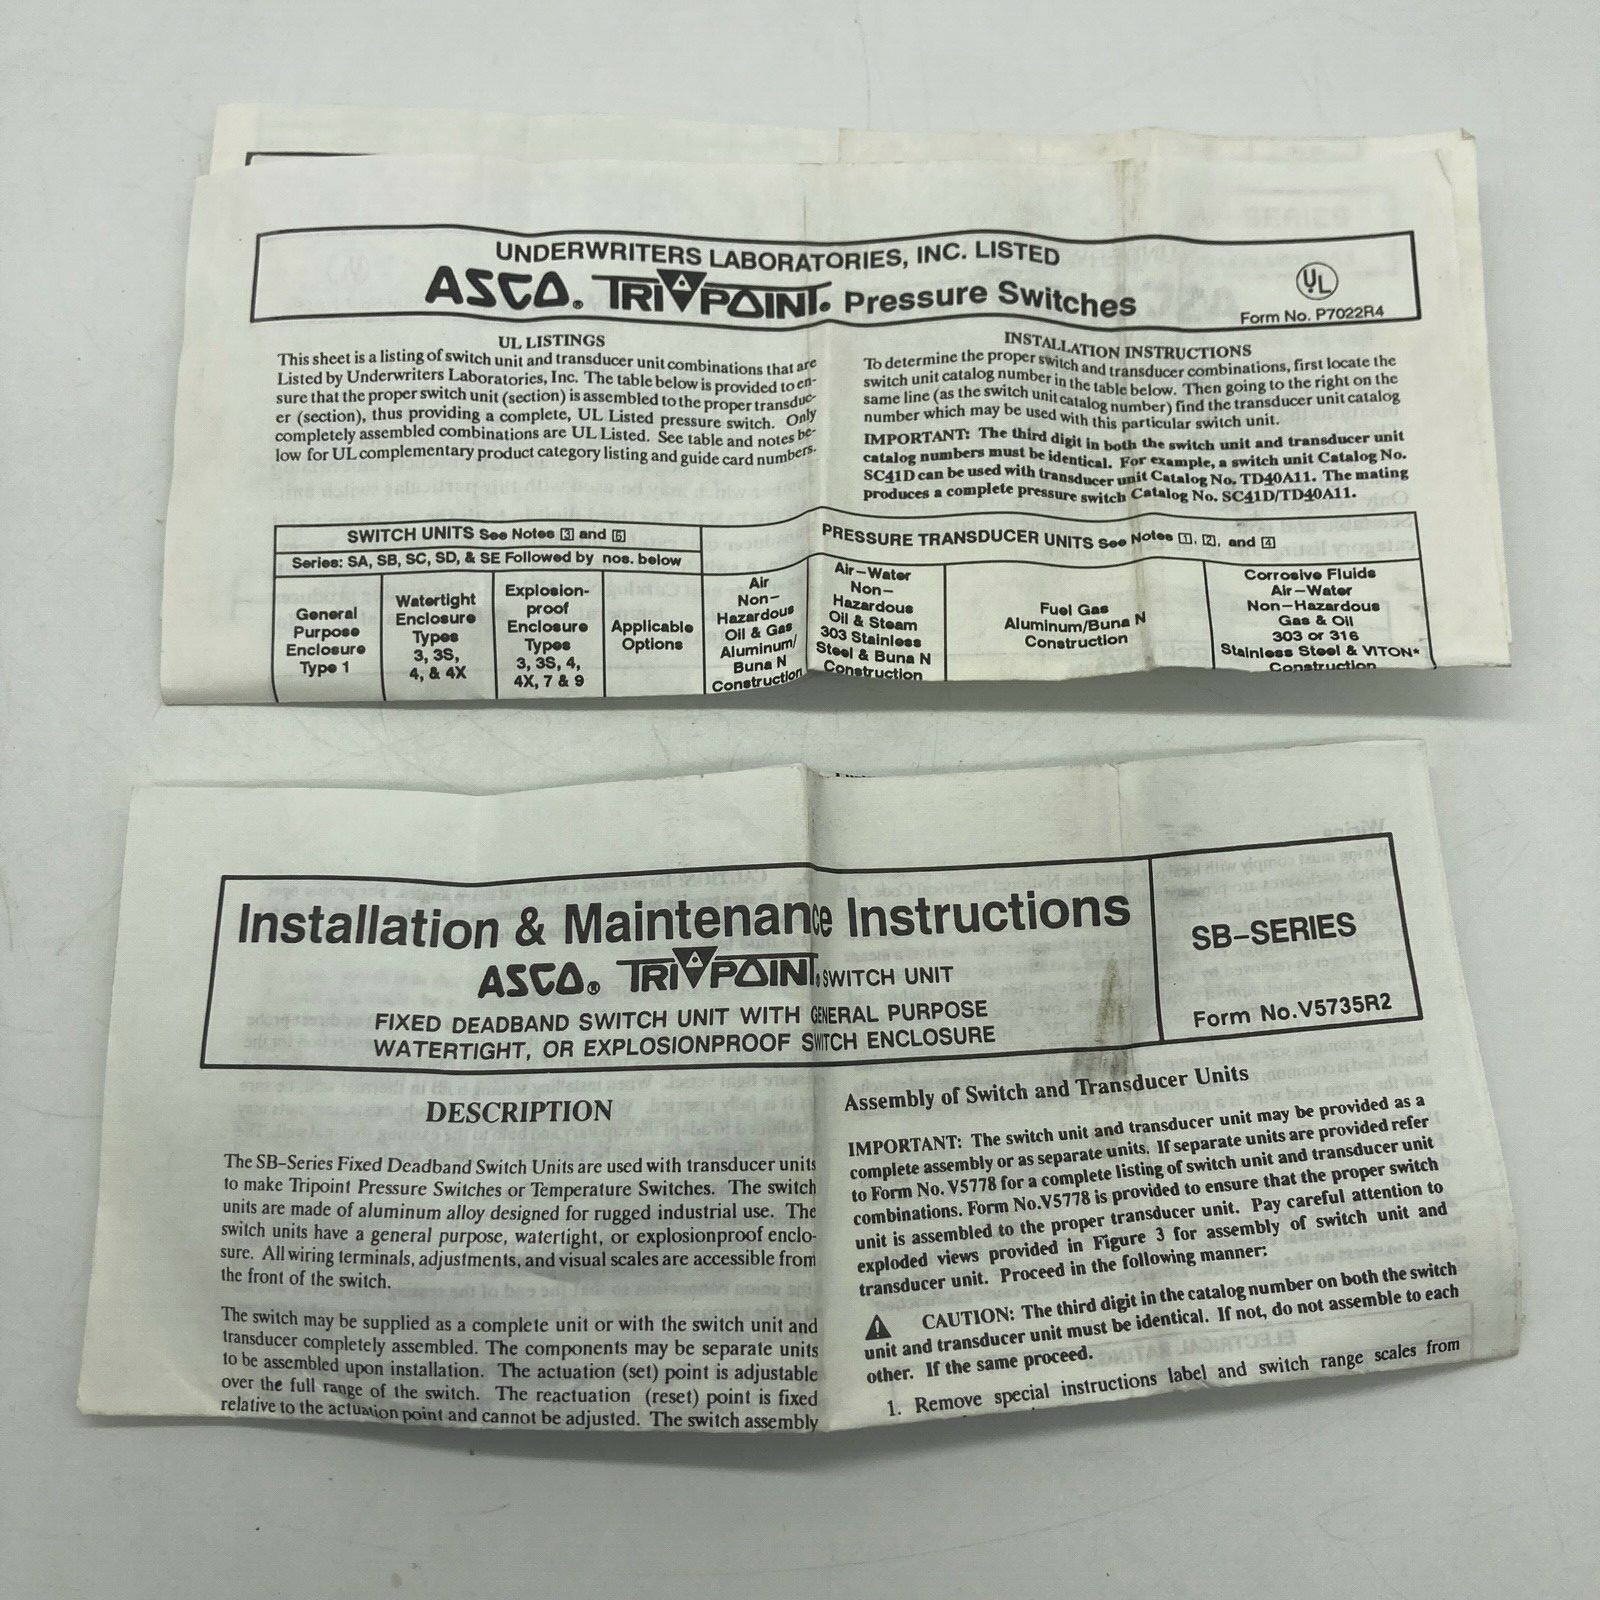 UNDERWRITERS LABORATORIES, INC. LISTED
ASCO® TRIPOINT® Pressure Switches
UL
Form No. P7022R4
UL LISTINGS
This sheet is a listing of switch unit and transducer unit combinations that are
Listed by Underwriters Laboratories, Inc. The table below is provided to en-
sure that the proper switch unit (section) is assembled to the proper transduc-
er (section), thus providing a complete, UL Listed pressure switch. Only
completely assembled combinations are UL Listed. See table and notes be-
low for UL complementary product category listing and guide card numbers.
INSTALLATION INSTRUCTIONS
To determine the proper switch and transducer combinations, first locate the
switch unit catalog number in the table below. Then going to the right on the
same line (as the switch unit catalog number) find the transducer unit catalog
number which may be used with this particular switch unit.
IMPORTANT: The third digit in both the switch unit and transducer unit
catalog numbers must be identical. For example, a switch unit Catalog No.
SC41D can be used with transducer unit Catalog No. TD40A11. The mating
produces a complete pressure switch Catalog No. SC41D/TD40A11.
SWITCH UNITS See Notes 3 and 6
Series: SA, SB, SC, SD, & SE Followed by nos. below
General
Purpose
Enclosure
Type 1
Watertight
Enclosure
Types
3, 3S,
4, & 4X
Explosion-
proof
Enclosure
Types
3, 3S, 4,
4X, 7 & 9
Applicable
Options
PRESSURE TRANSDUCER UNITS See Notes 1, 2, and 4
Air
Non-
Hazardous
Oil & Gas
Aluminum/
Buna N
Construction
Air-Water
Non-
Hazardous
Oil & Steam
303 Stainless
Steel & Buna N
Construction
Fuel Gas
Aluminum/Buna N
Construction
Corrosive Fluids
Air-Water
Non-Hazardous
Gas & Oil
303 or 316
Stainless Steel & VITON*
Construction
Installation & Maintenance Instructions
ASCO® TRIPOINT® SWITCH UNIT
FIXED DEADBAND SWITCH UNIT WITH GENERAL PURPOSE
WATERTIGHT, OR EXPLOSIONPROOF SWITCH ENCLOSURE
SB-SERIES
Form No.V5735R2
DESCRIPTION
The SB-Series Fixed Deadband Switch Units are used with transducer units
to make Tripoint Pressure Switches or Temperature Switches. The switch
units are made of aluminum alloy designed for rugged industrial use. The
switch units have a general purpose, watertight, or explosionproof enclo-
sure. All wiring terminals, adjustments, and visual scales are accessible from
the front of the switch.
The switch may be supplied as a complete unit or with the switch unit and
transducer completely assembled. The components may be separate units
to be assembled upon installation. The actuation (set) point is adjustable
over the full range of the switch. The reactuation (reset) point is fixed
relative to the actuation point and cannot be adjusted. The switch assembly
Assembly of Switch and Transducer Units
IMPORTANT: The switch unit and transducer unit may be provided as a
complete assembly or as separate units. If separate units are provided refer
to Form No. V5778 for a complete listing of switch unit and transducer unit
combinations. Form No.V5778 is provided to ensure that the proper switch
unit is assembled to the proper transducer unit. Pay careful attention to
exploded views provided in Figure 3 for assembly of switch unit and
transducer unit. Proceed in the following manner:
CAUTION: The third digit in the catalog number on both the switch
unit and transducer unit must be identical. If not, do not assemble to each
other. If the same proceed.
1. Remove special instructions label and switch range scales from